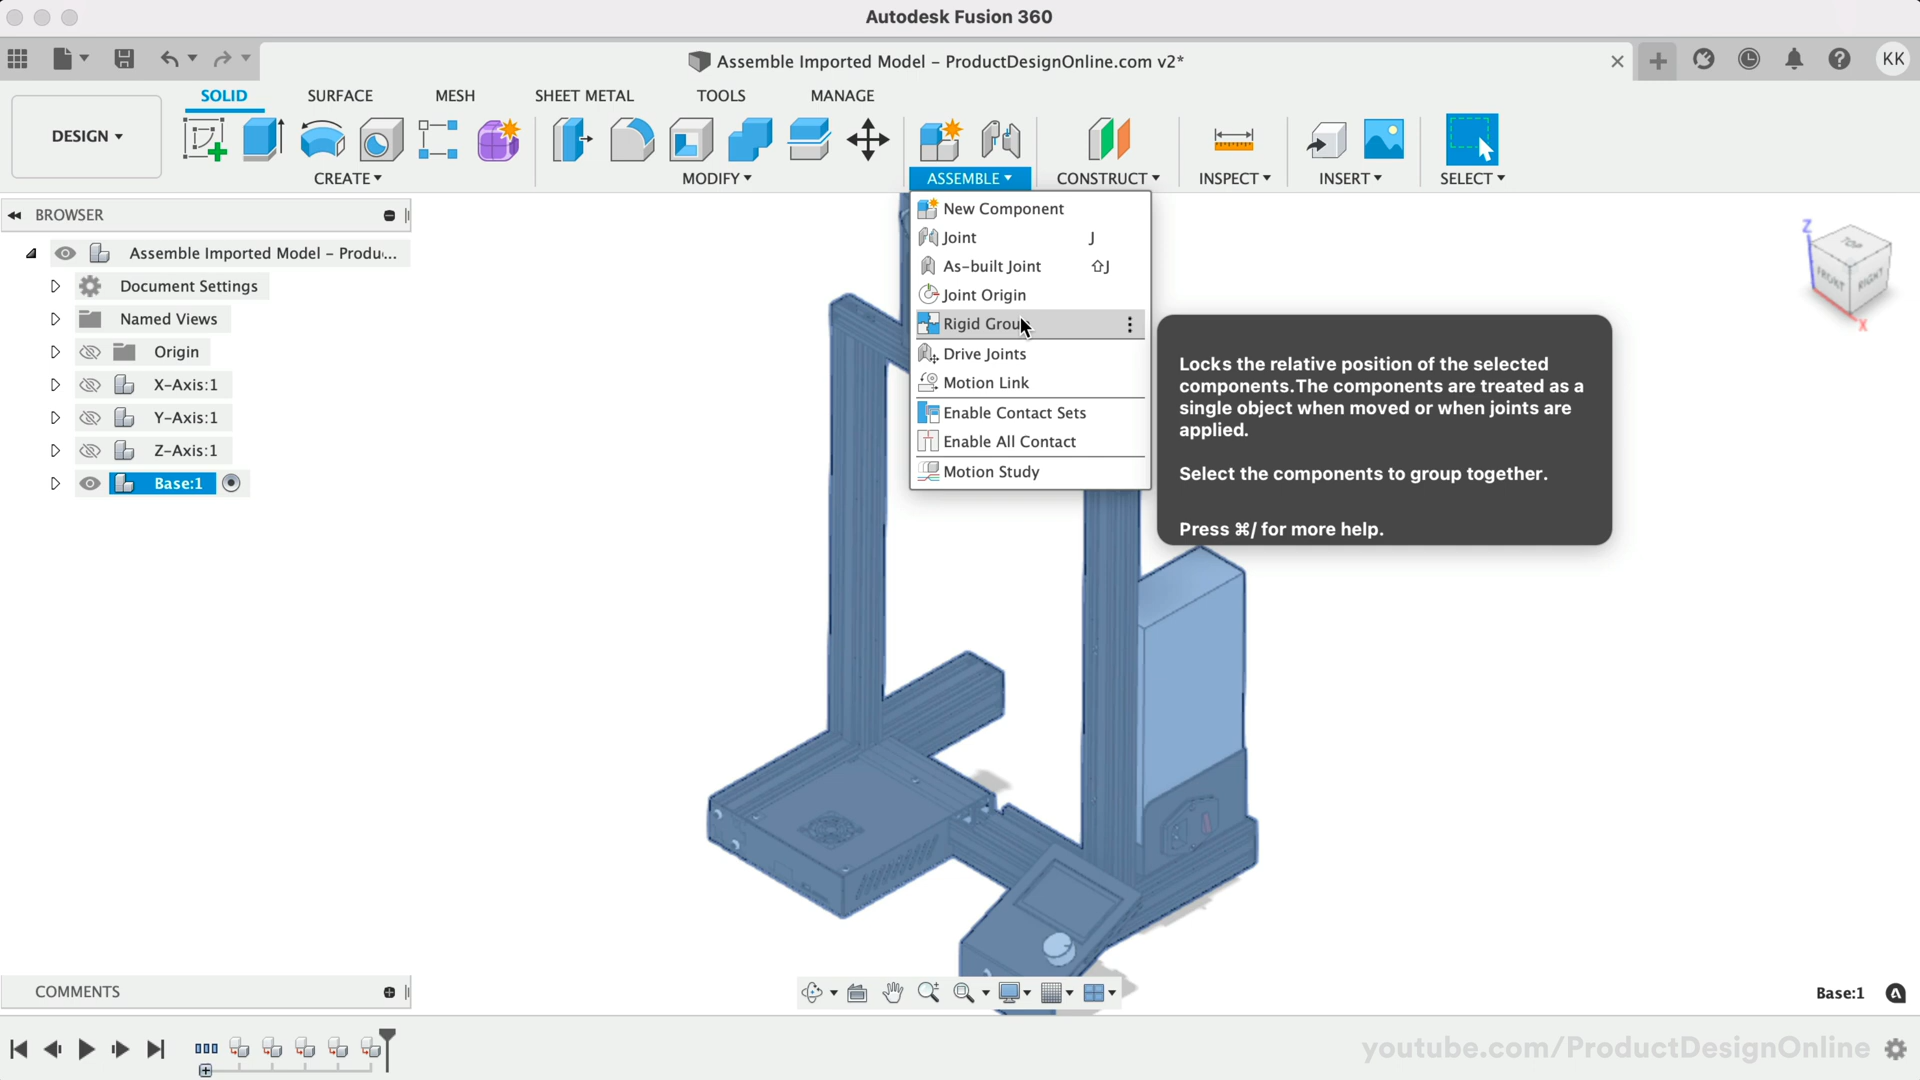 Autodesk Fusion 360
Assemble Imported Model – ProductDesignOnline.com v2*
KK
SOLID
SURFACE
MESH
SHEET METAL
TOOLS
MANAGE
DESIGN
CREATE
MODIFY
ASSEMBLE
CONSTRUCT
INSPECT
INSERT
SELECT
BROWSER
Assemble Imported Model – Produ...
Document Settings
Named Views
Origin
X-Axis:1
Y-Axis:1
Z-Axis:1
Base:1
New Component
Joint J
As-built Joint ⇧J
Joint Origin
Rigid Grou
Drive Joints
Motion Link
Enable Contact Sets
Enable All Contact
Motion Study
Locks the relative position of the selected
components.The components are treated as a
single object when moved or when joints are
applied.
Select the components to group together.
Press ⌘/ for more help.
Z
TOP
FRONT
RIGHT
X
COMMENTS
Base:1
youtube.com/ProductDesignOnline